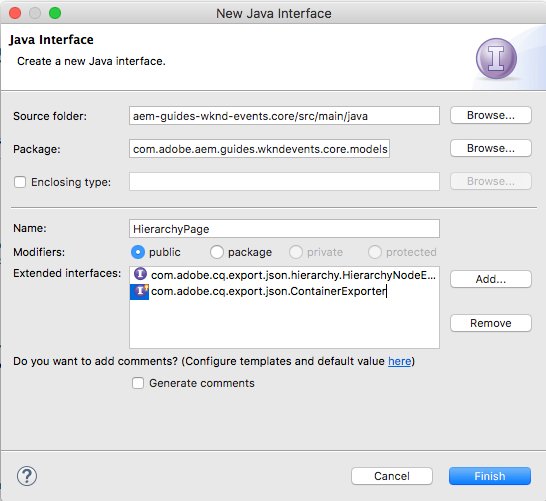 New Java Interface
Java Interface
Create a new Java interface.
Source folder: aem-guides-wknd-events.core/src/main/java Browse...
Package: com.adobe.aem.guides.wkndevents.core.models Browse...
Enclosing type: Browse...
Name: HierarchyPage
Modifiers: public package private protected
Extended interfaces: com.adobe.cq.export.json.hierarchy.HierarchyNodeE... Add...
com.adobe.cq.export.json.ContainerExporter
Remove
Do you want to add comments? (Configure templates and default value here)
Generate comments
? Cancel Finish